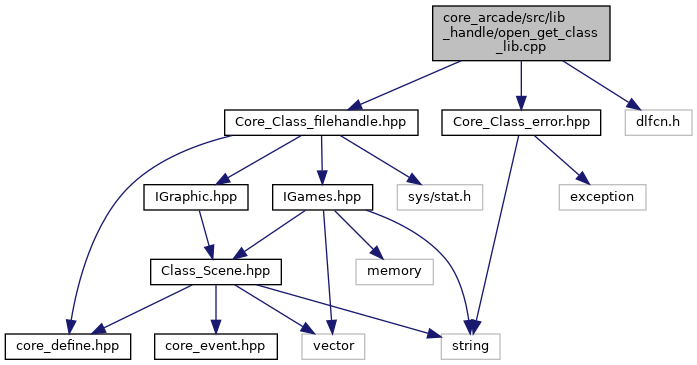 core_arcade/src/lib
_handle/open_get_class
_lib.cpp
Core_Class_filehandle.hpp
Core_Class_error.hpp
dlfcn.h
IGraphic.hpp
IGames.hpp
sys/stat.h
exception
Class_Scene.hpp
memory
core_define.hpp
core_event.hpp
vector
string